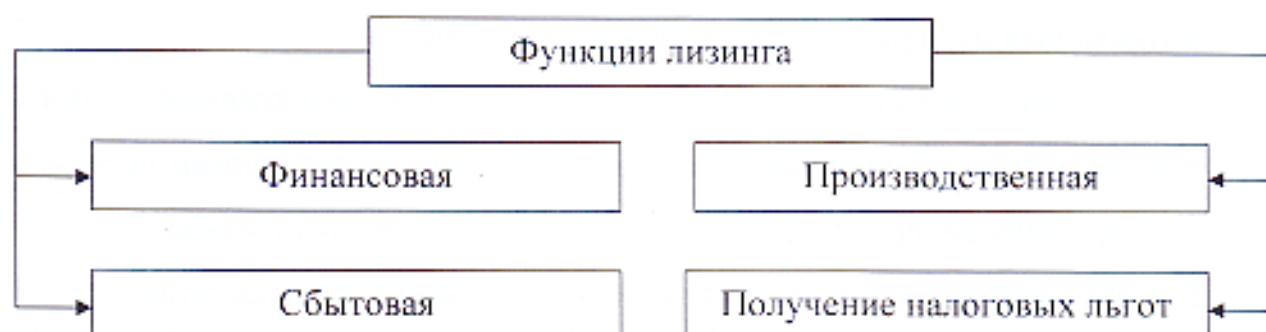 Функции лизинга
Финансовая
Производственная
Сбытовая
Получение налоговых льгот